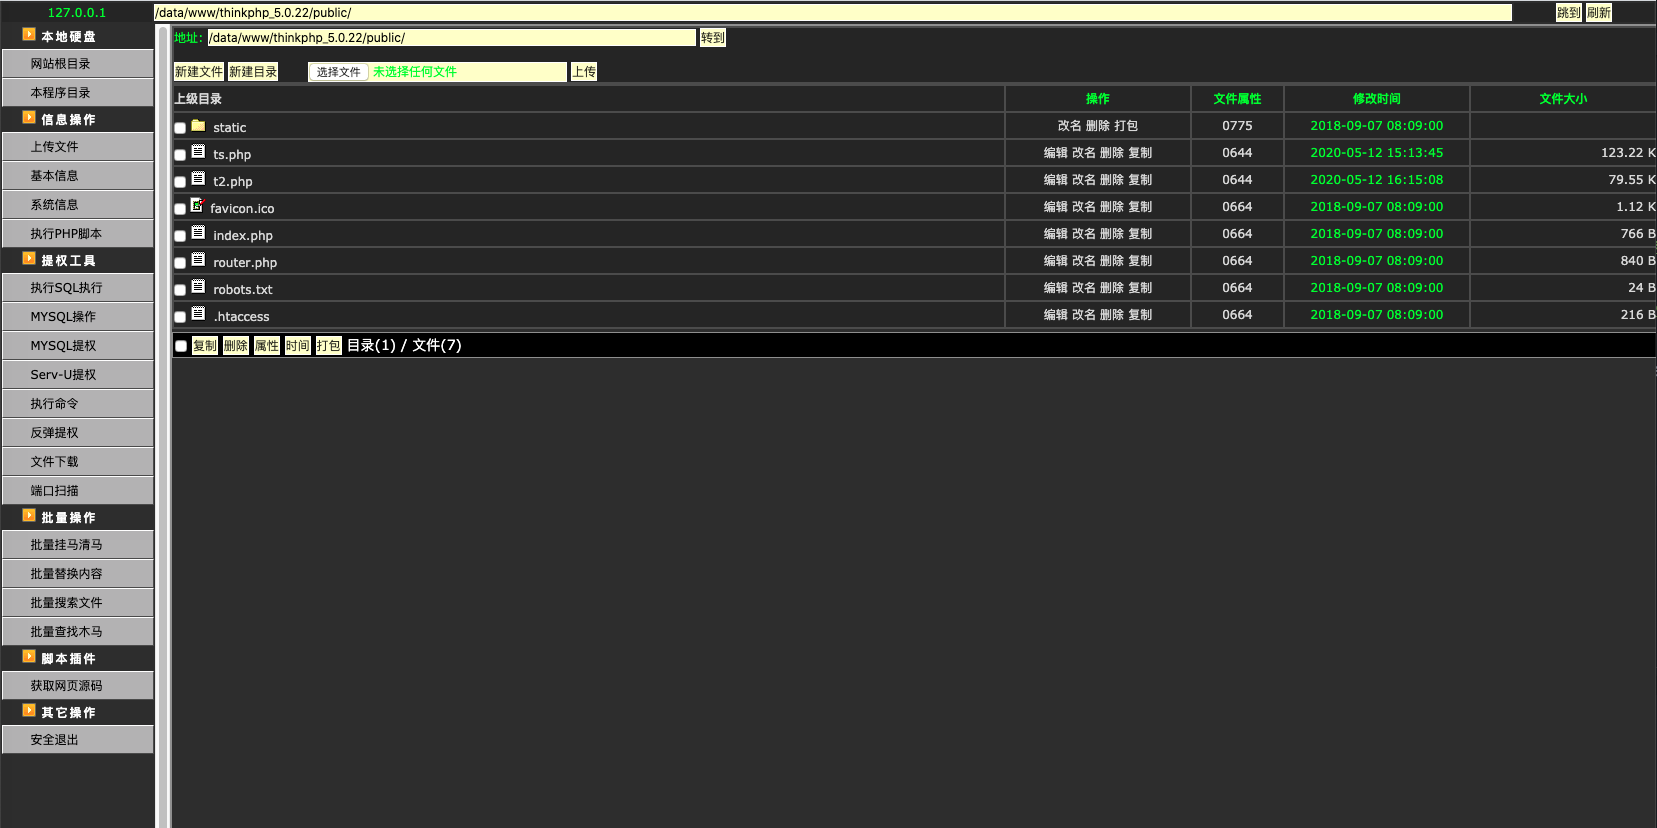 127.0.0.1 /data/www/thinkphp_5.0.22/public/ 跳到 刷新
本地硬盘
网站根目录
本程序目录
信息操作
上传文件
基本信息
系统信息
执行PHP脚本
提权工具
执行SQL执行
MYSQL操作
MYSQL提权
Serv-U提权
执行命令
反弹提权
文件下载
端口扫描
批量操作
批量挂马清马
批量替换内容
批量搜索文件
批量查找木马
脚本插件
获取网页源码
其它操作
安全退出
地址: /data/www/thinkphp_5.0.22/public/ 转到
新建文件 新建目录 选择文件 未选择任何文件 上传
上级目录 操作 文件属性 修改时间 文件大小
static 改名 删除 打包 0775 2018-09-07 08:09:00
ts.php 编辑 改名 删除 复制 0644 2020-05-12 15:13:45 123.22 K
t2.php 编辑 改名 删除 复制 0644 2020-05-12 16:15:08 79.55 K
favicon.ico 编辑 改名 删除 复制 0664 2018-09-07 08:09:00 1.12 K
index.php 编辑 改名 删除 复制 0664 2018-09-07 08:09:00 766 B
router.php 编辑 改名 删除 复制 0664 2018-09-07 08:09:00 840 B
robots.txt 编辑 改名 删除 复制 0664 2018-09-07 08:09:00 24 B
.htaccess 编辑 改名 删除 复制 0664 2018-09-07 08:09:00 216 B
复制 删除 属性 时间 打包 目录(1) / 文件(7)